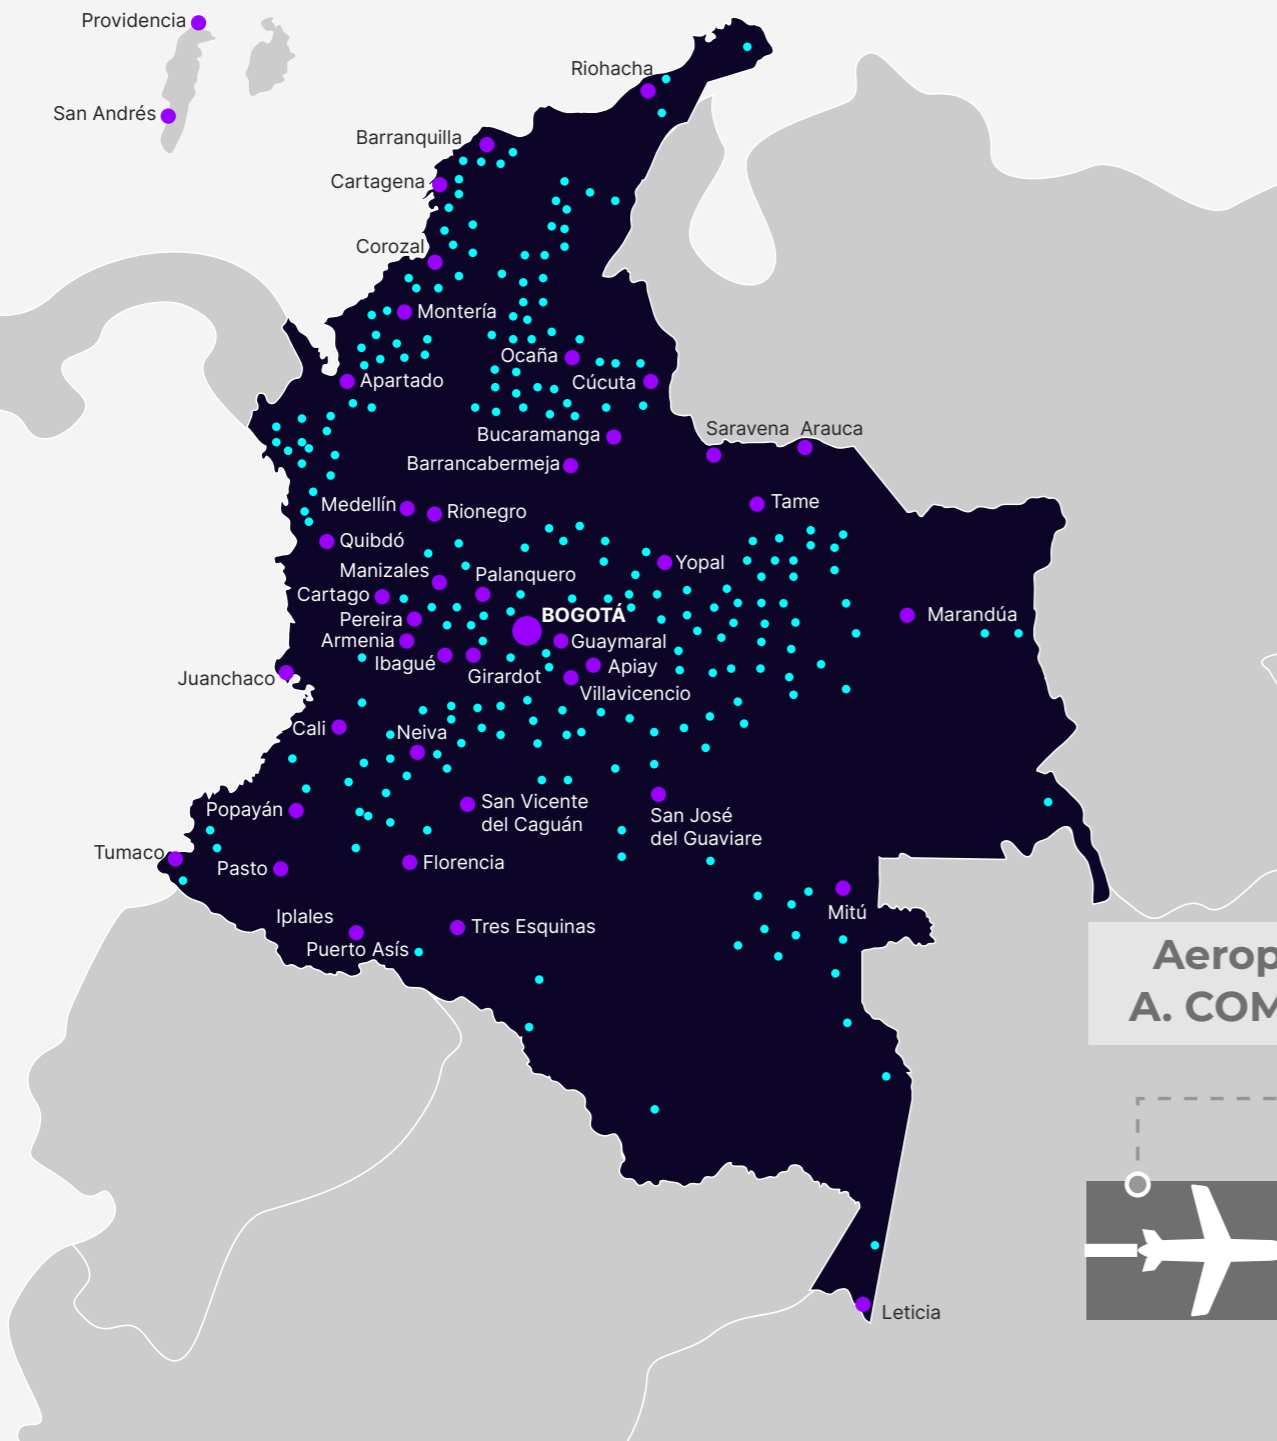 Providencia
San Andrés
Riohacha
Barranquilla
Cartagena
Corozal
Montería
Ocaña
Apartado
Cúcuta
Bucaramanga
Saravena
Arauca
Barrancabermeja
Medellín
Rionegro
Tame
Quibdó
Manizales
Palanquero
Yopal
Cartago
Pereira
BOGOTÁ
Marandúa
Armenia
Guaymaral
Ibagué
Girardot
Apiay
Juanchaco
Villavicencio
Cali
Neiva
Popayán
San Vicente
del Caguán
San José
del Guaviare
Tumaco
Pasto
Florencia
Mitú
Iplales
Tres Esquinas
Puerto Asís
Aerop
A. COM
Leticia